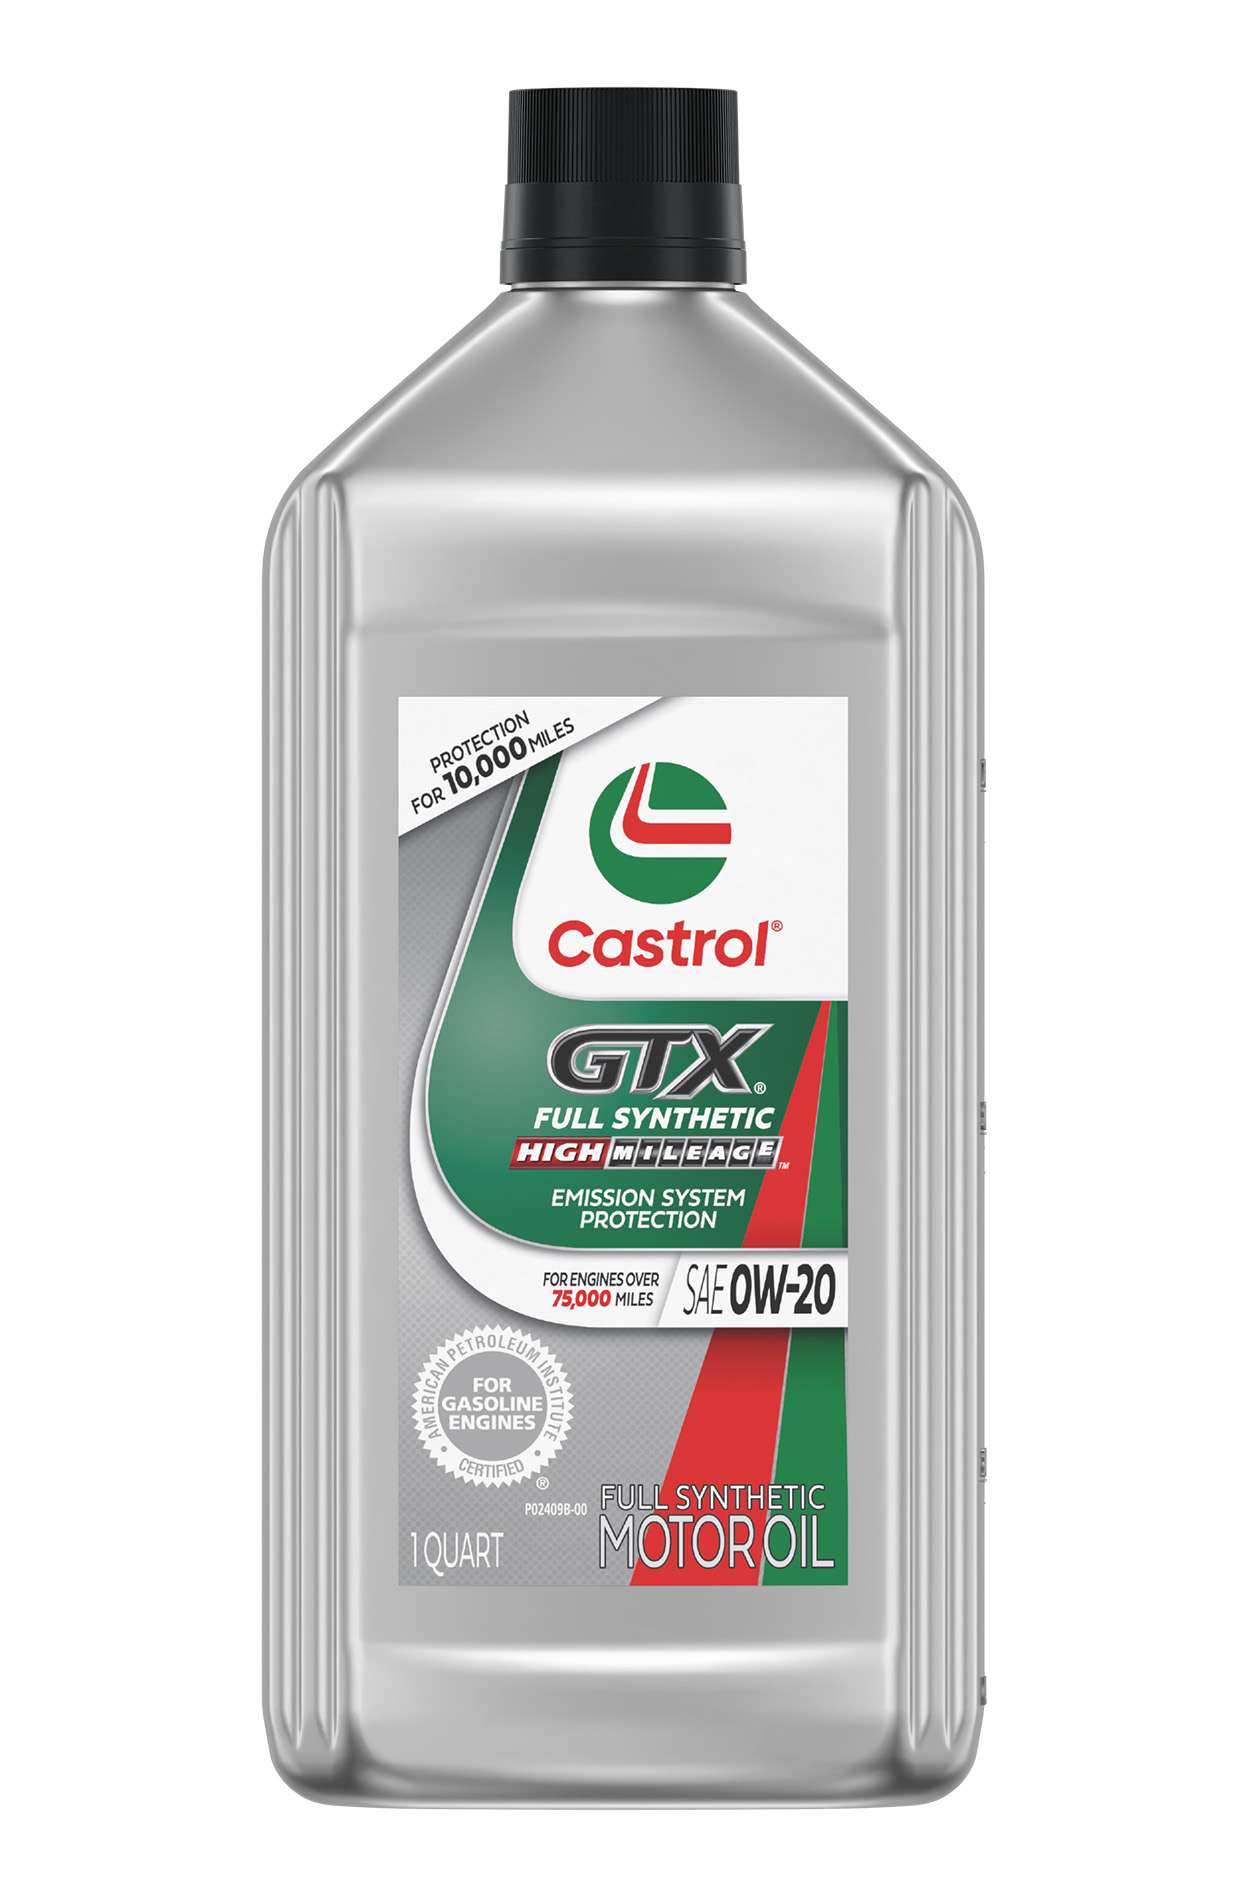 PROTECTION
FOR 10,000 MILES
Castrol®
GTX®
FULL SYNTHETIC
HIGH MILEAGE™
EMISSION SYSTEM
PROTECTION
FOR ENGINES OVER
75,000 MILES
SAE 0W-20
AMERICAN PETROLEUM INSTITUTE
FOR
GASOLINE
ENGINES
CERTIFIED
®
P02409B-00
1 QUART
FULL SYNTHETIC
MOTOR OIL